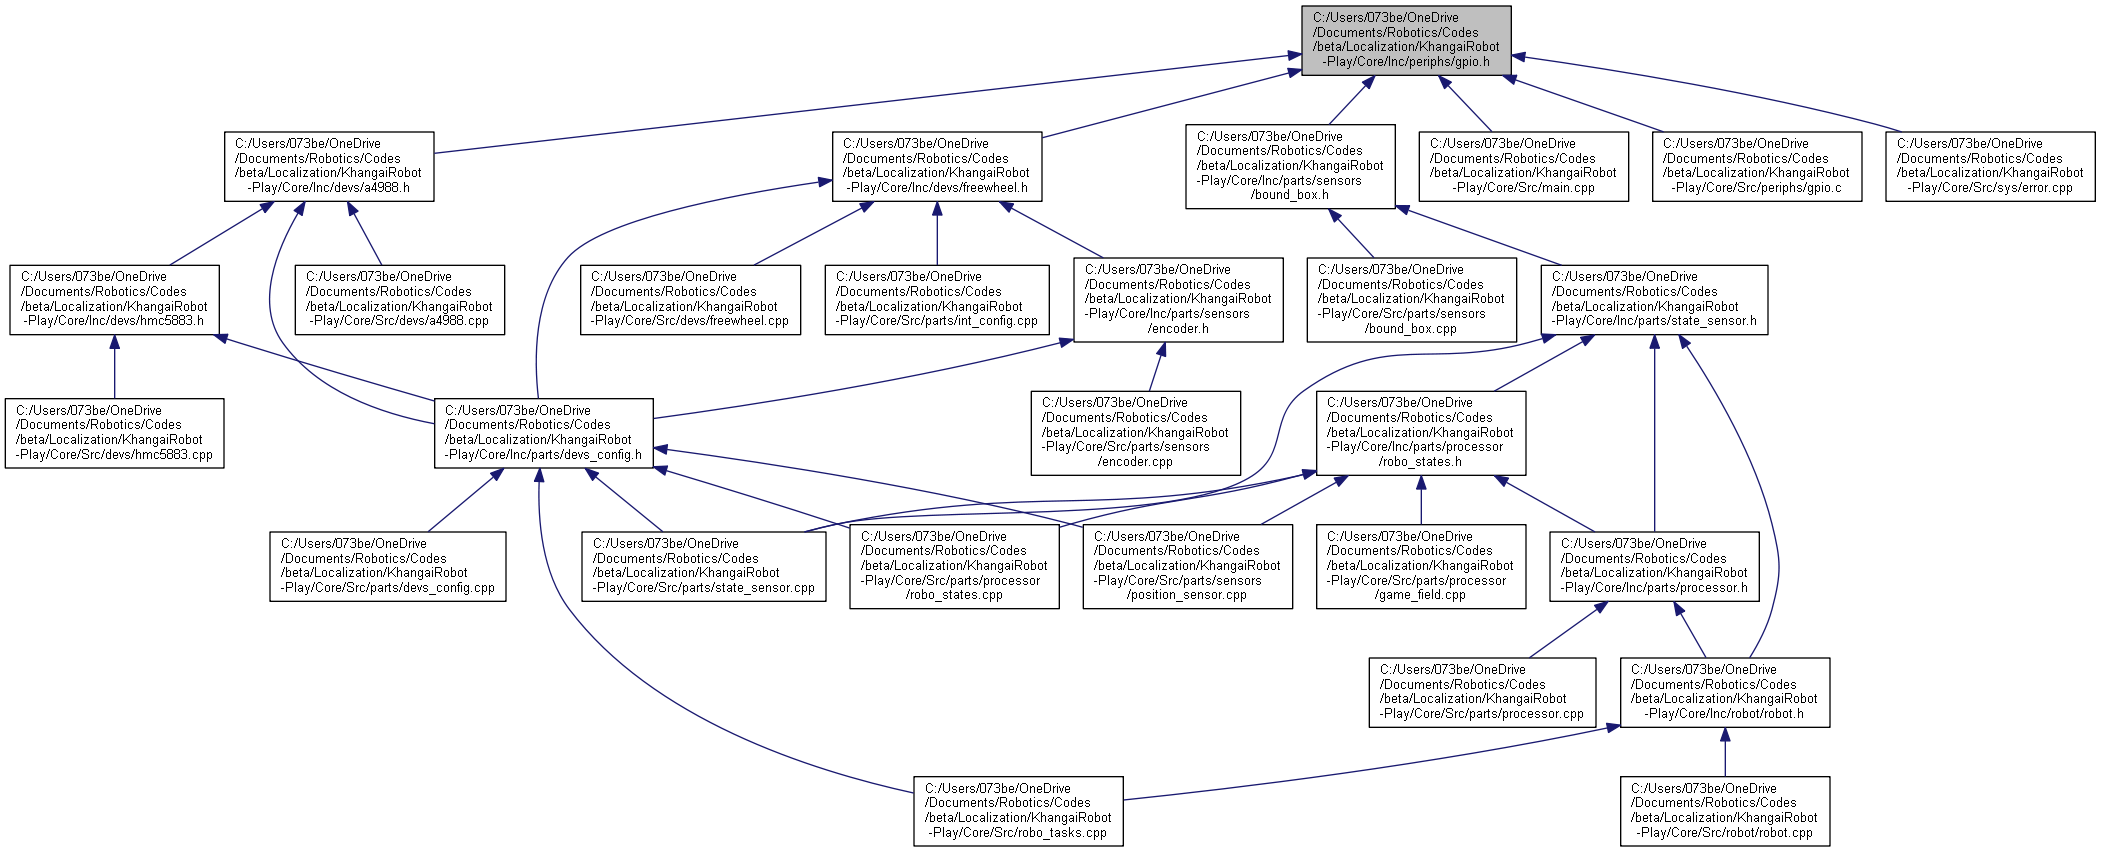 C:/Users/073be/OneDrive
/Documents/Robotics/Codes
/beta/Localization/KhangaiRobot
-Play/Core/Inc/periphs/gpio.h
C:/Users/073be/OneDrive
/Documents/Robotics/Codes
/beta/Localization/KhangaiRobot
-Play/Core/Inc/devs/a4988.h
C:/Users/073be/OneDrive
/Documents/Robotics/Codes
/beta/Localization/KhangaiRobot
-Play/Core/Inc/devs/freewheel.h
C:/Users/073be/OneDrive
/Documents/Robotics/Codes
/beta/Localization/KhangaiRobot
-Play/Core/Inc/parts/sensors
/bound_box.h
C:/Users/073be/OneDrive
/Documents/Robotics/Codes
/beta/Localization/KhangaiRobot
-Play/Core/Src/main.cpp
C:/Users/073be/OneDrive
/Documents/Robotics/Codes
/beta/Localization/KhangaiRobot
-Play/Core/Src/periphs/gpio.c
C:/Users/073be/OneDrive
/Documents/Robotics/Codes
/beta/Localization/KhangaiRobot
-Play/Core/Src/sys/error.cpp
C:/Users/073be/OneDrive
/Documents/Robotics/Codes
/beta/Localization/KhangaiRobot
-Play/Core/Inc/devs/hmc5883.h
C:/Users/073be/OneDrive
/Documents/Robotics/Codes
/beta/Localization/KhangaiRobot
-Play/Core/Src/devs/a4988.cpp
C:/Users/073be/OneDrive
/Documents/Robotics/Codes
/beta/Localization/KhangaiRobot
-Play/Core/Src/devs/freewheel.cpp
C:/Users/073be/OneDrive
/Documents/Robotics/Codes
/beta/Localization/KhangaiRobot
-Play/Core/Src/parts/int_config.cpp
C:/Users/073be/OneDrive
/Documents/Robotics/Codes
/beta/Localization/KhangaiRobot
-Play/Core/Inc/parts/sensors
/encoder.h
C:/Users/073be/OneDrive
/Documents/Robotics/Codes
/beta/Localization/KhangaiRobot
-Play/Core/Src/parts/sensors
/bound_box.cpp
C:/Users/073be/OneDrive
/Documents/Robotics/Codes
/beta/Localization/KhangaiRobot
-Play/Core/Inc/parts/state_sensor.h
C:/Users/073be/OneDrive
/Documents/Robotics/Codes
/beta/Localization/KhangaiRobot
-Play/Core/Src/devs/hmc5883.cpp
C:/Users/073be/OneDrive
/Documents/Robotics/Codes
/beta/Localization/KhangaiRobot
-Play/Core/Inc/parts/devs_config.h
C:/Users/073be/OneDrive
/Documents/Robotics/Codes
/beta/Localization/KhangaiRobot
-Play/Core/Src/parts/sensors
/encoder.cpp
C:/Users/073be/OneDrive
/Documents/Robotics/Codes
/beta/Localization/KhangaiRobot
-Play/Core/Inc/parts/processor
/robo_states.h
C:/Users/073be/OneDrive
/Documents/Robotics/Codes
/beta/Localization/KhangaiRobot
-Play/Core/Src/parts/devs_config.cpp
C:/Users/073be/OneDrive
/Documents/Robotics/Codes
/beta/Localization/KhangaiRobot
-Play/Core/Src/parts/state_sensor.cpp
C:/Users/073be/OneDrive
/Documents/Robotics/Codes
/beta/Localization/KhangaiRobot
-Play/Core/Src/parts/processor
/robo_states.cpp
C:/Users/073be/OneDrive
/Documents/Robotics/Codes
/beta/Localization/KhangaiRobot
-Play/Core/Src/parts/sensors
/position_sensor.cpp
C:/Users/073be/OneDrive
/Documents/Robotics/Codes
/beta/Localization/KhangaiRobot
-Play/Core/Src/parts/processor
/game_field.cpp
C:/Users/073be/OneDrive
/Documents/Robotics/Codes
/beta/Localization/KhangaiRobot
-Play/Core/Inc/parts/processor.h
C:/Users/073be/OneDrive
/Documents/Robotics/Codes
/beta/Localization/KhangaiRobot
-Play/Core/Src/parts/processor.cpp
C:/Users/073be/OneDrive
/Documents/Robotics/Codes
/beta/Localization/KhangaiRobot
-Play/Core/Inc/robot/robot.h
C:/Users/073be/OneDrive
/Documents/Robotics/Codes
/beta/Localization/KhangaiRobot
-Play/Core/Src/robo_tasks.cpp
C:/Users/073be/OneDrive
/Documents/Robotics/Codes
/beta/Localization/KhangaiRobot
-Play/Core/Src/robot/robot.cpp